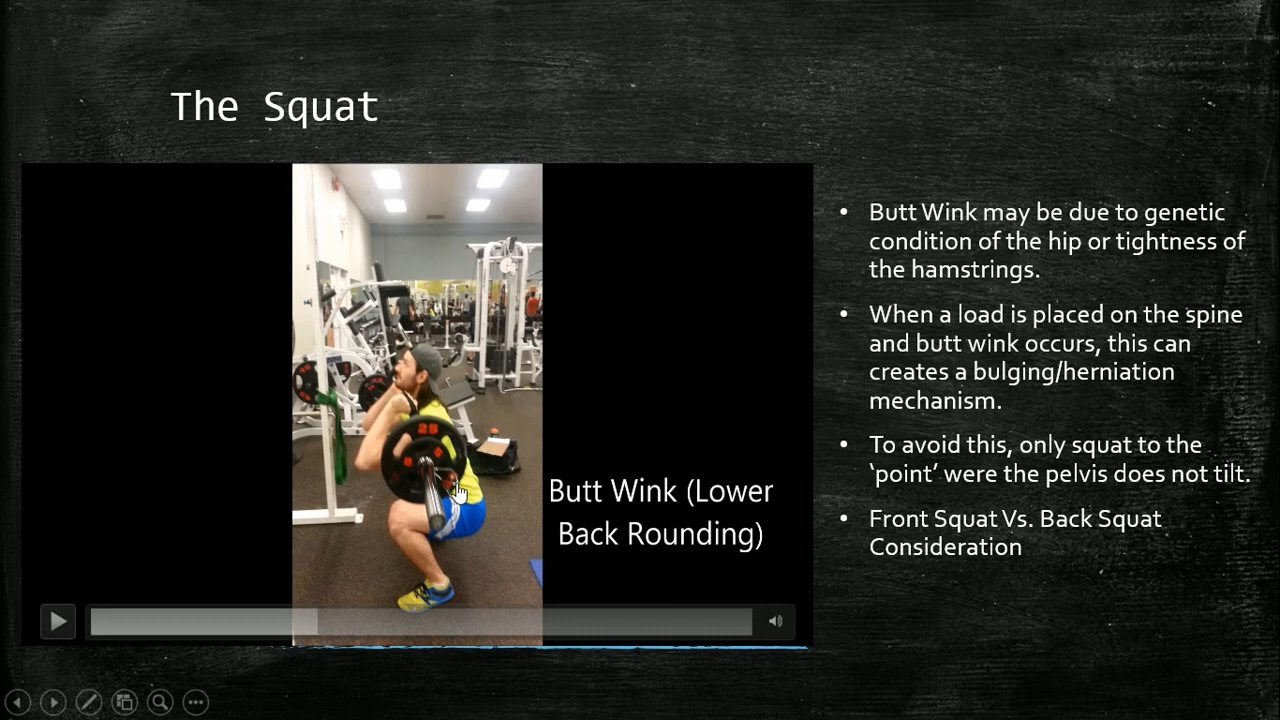 The Squat
25
Butt Wink (Lower
Back Rounding)
• Butt Wink may be due to genetic
condition of the hip or tightness of
the hamstrings.
• When a load is placed on the spine
and butt wink occurs, this can
creates a bulging/herniation
mechanism.
• To avoid this, only squat to the
‘point’ were the pelvis does not tilt.
• Front Squat Vs. Back Squat
Consideration